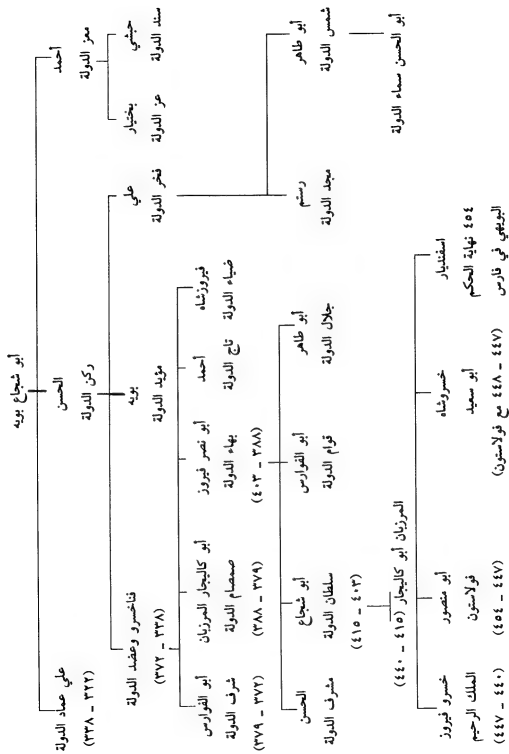 أبو شجاع بويه
أحمد
معز الدولة
الحسن
ركن الدولة
علي عماد الدولة
(٣٢٢ ـ ٣٣٨)
حبشي
سند الدولة
بختيار
عز الدولة
علي
فخر الدولة
بويه
مؤيد الدولة
فناخسرو وعضد الدولة
(٣٣٨ ـ ٣٧٢)
أبو طاهر
شمس الدولة
رستم
مجد الدولة
أبو الحسن سماء الدولة
فيروزشاه
ضياء الدولة
أحمد
تاج الدولة
أبو نصر فيروز
بهاء الدولة
(٣٨٨ ـ ٤٠٣)
أبو كاليجار المرزبان
صمصام الدولة
(٣٧٩ ـ ٣٨٨)
أبو الفوارس
شرف الدولة
(٣٧٢ ـ ٣٧٩)
أبو طاهر
جلال الدولة
أبو الفوارس
قوام الدولة
أبو شجاع
سلطان الدولة
(٤٠٣ ـ ٤١٥)
الحسن
مشرف الدولة
المرزبان أبو كاليجار (٤١٥ ـ ٤٤٠)
اسفنديار
٤٥٤ نهاية الحكم
البويهي في فارس
خسروشاه
أبو سعيد
(٤٤٧ ـ ٤٤٨ مع فولاستون)
أبو منصور
فولاستون
(٤٤٧ ـ ٤٥٤)
خسرو فيروز
الملك الرحيم
(٤٤٠ ـ ٤٤٧)